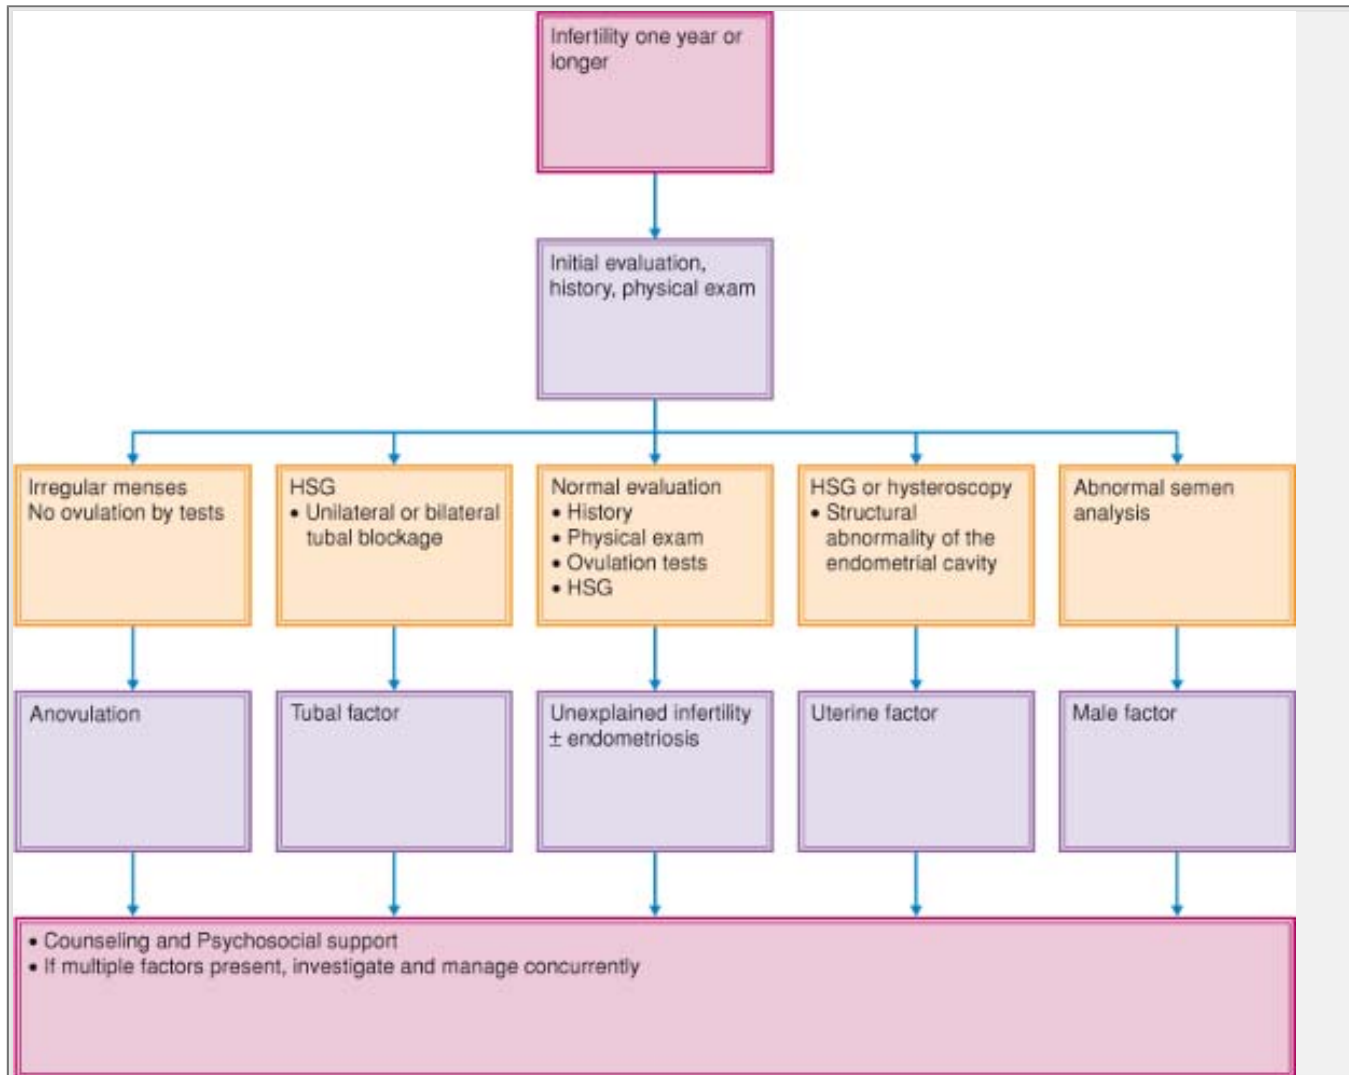 Infertility one year or
longer
Initial evaluation,
history, physical exam
Irregular menses
No ovulation by tests
HSG
• Unilateral or bilateral
tubal blockage
Normal evaluation
• History
• Physical exam
• Ovulation tests
• HSG
HSG or hysteroscopy
• Structural
abnormality of the
endometrial cavity
Abnormal semen
analysis
Anovulation
Tubal factor
Unexplained infertility
± endometriosis
Uterine factor
Male factor
• Counseling and Psychosocial support
• If multiple factors present, investigate and manage concurrently